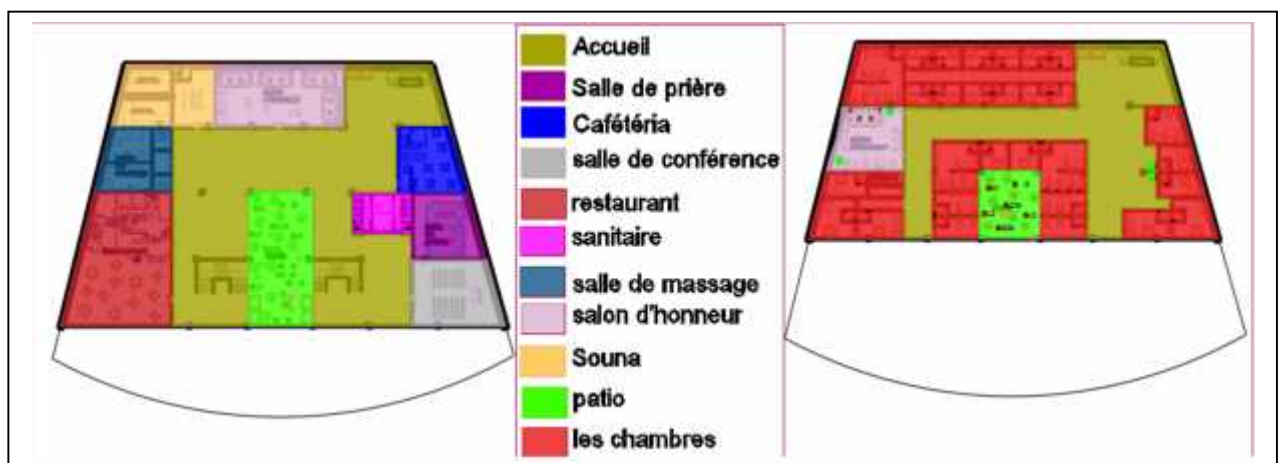 Accueil
Salle de prière
Cafétéria
salle de conférence
restaurant
sanitaire
salle de massage
salon d'honneur
Souna
patio
les chambres